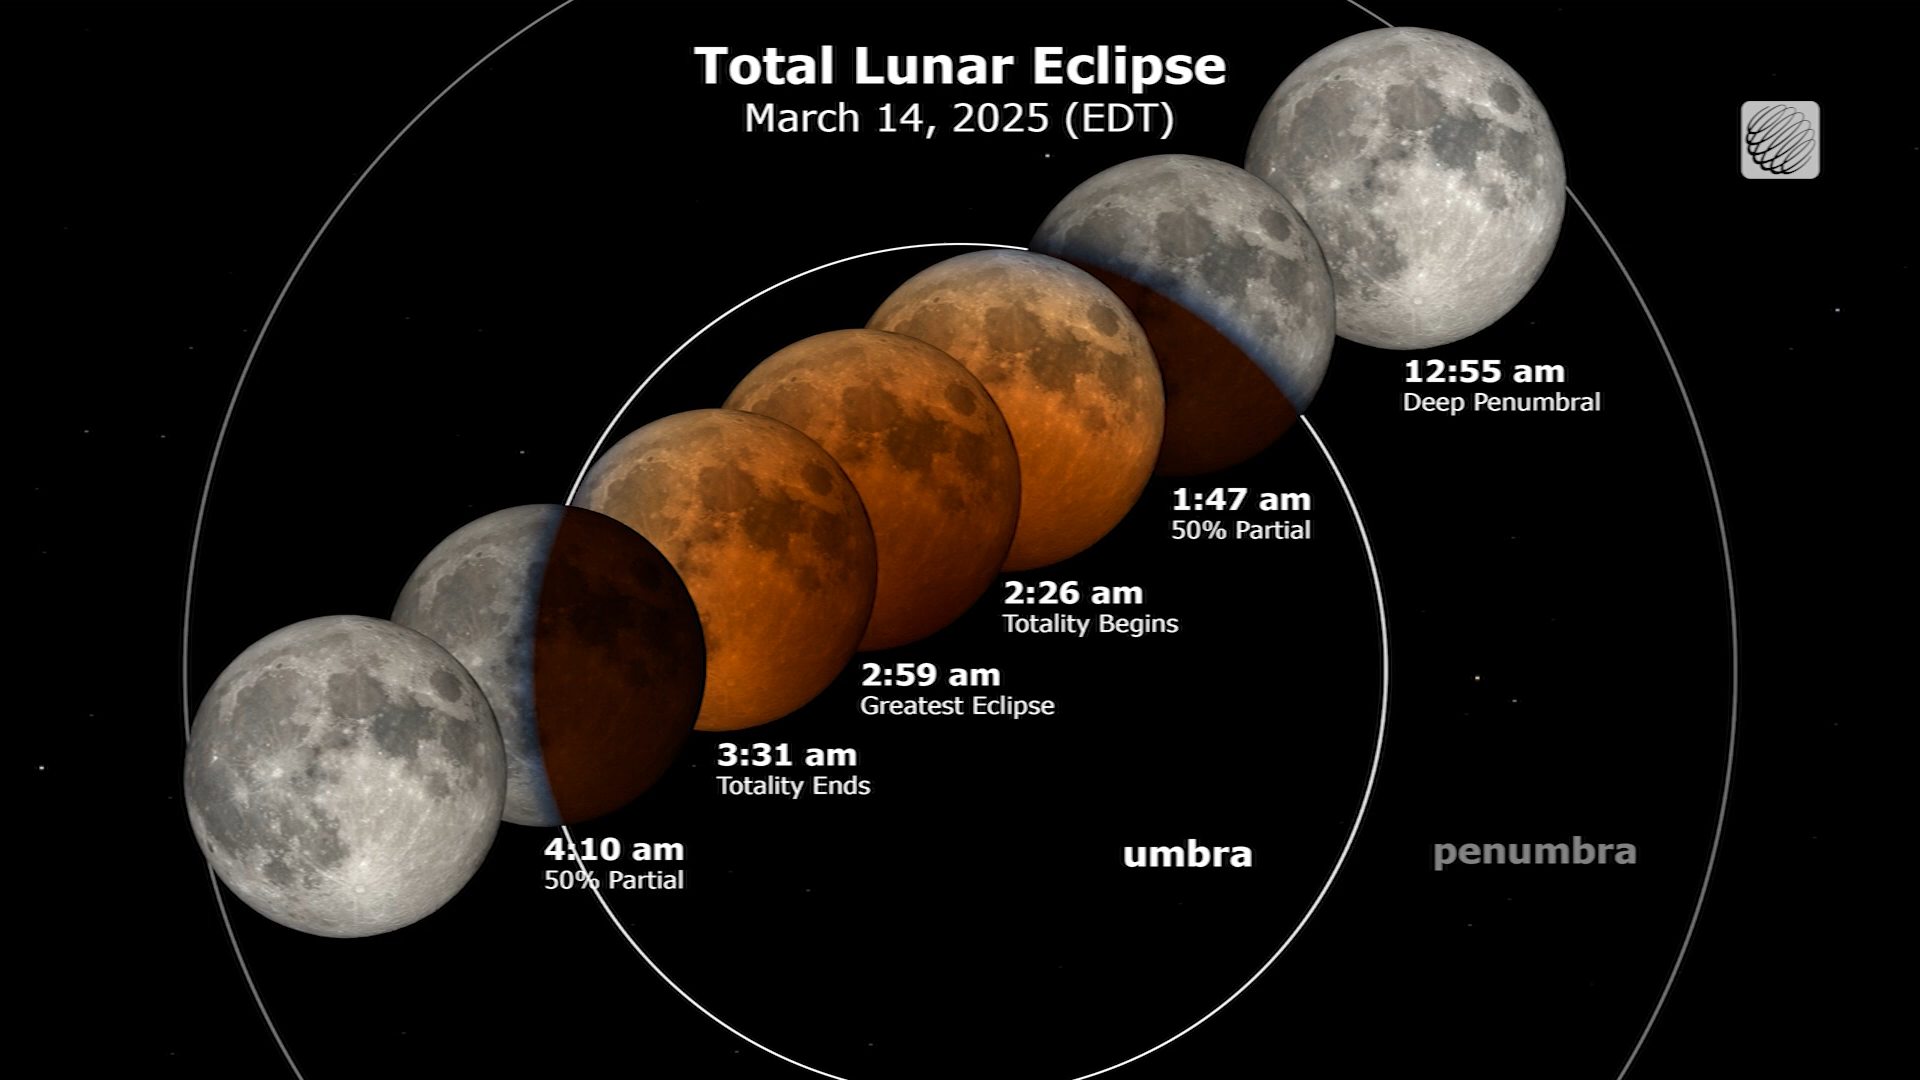 Total Lunar Eclipse
March 14, 2025 (EDT)
12:55 am
Deep Penumbral
1:47 am
50% Partial
2:26 am
Totality Begins
2:59 am
Greatest Eclipse
3:31 am
Totality Ends
4:10 am
50% Partial
umbra
penumbra